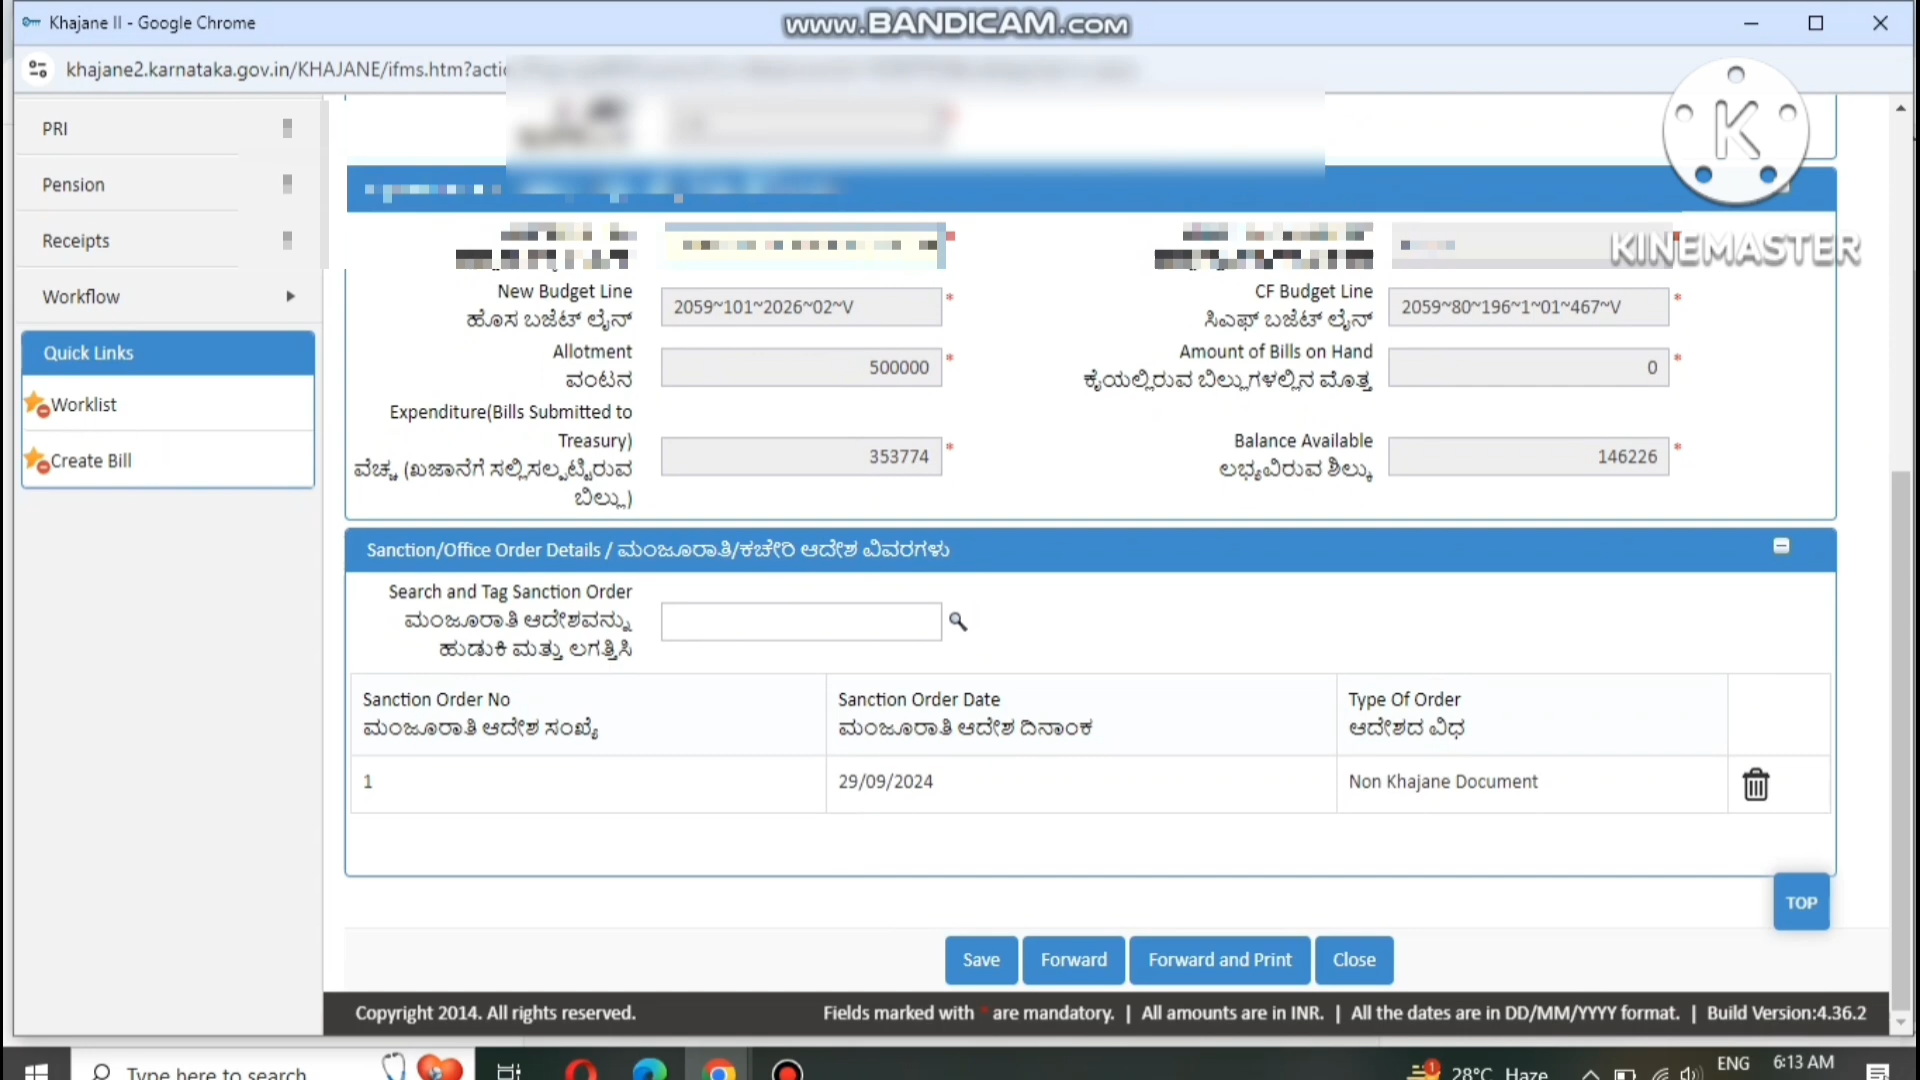 Khajane II - Google Chrome
www.BANDICAM.com
khajane2.karnataka.gov.in/KHAJANE/ifms.htm?actio
PRI
Pension
Receipts
Workflow
Quick Links
Worklist
Create Bill
K
KINEMASTER
New Budget Line
ಹೊಸ ಬಜೆಟ್ ಲೈನ್
2059~101~2026~02~V
*
CF Budget Line
ಸಿಎಫ್ ಬಜೆಟ್ ಲೈನ್
2059~80~196~1~01~467~V
*
Allotment
ವಂಟನ
500000
*
Amount of Bills on Hand
ಕೈಯಲ್ಲಿರುವ ಬಿಲ್ಲುಗಳಲ್ಲಿನ ಮೊತ್ತ
0
*
Expenditure(Bills Submitted to
Treasury)
ವೆಚ್ಚ (ಖಜಾನೆಗೆ ಸಲ್ಲಿಸಲ್ಪಟ್ಟಿರುವ
ಬಿಲ್ಲು)
353774
*
Balance Available
ಲಭ್ಯವಿರುವ ಶಿಲ್ಕು
146226
*
Sanction/Office Order Details / ಮಂಜೂರಾತಿ/ಕಚೇರಿ ಆದೇಶ ವಿವರಗಳು
Search and Tag Sanction Order
ಮಂಜೂರಾತಿ ಆದೇಶವನ್ನು
ಹುಡುಕಿ ಮತ್ತು ಲಗತ್ತಿಸಿ
Sanction Order No
ಮಂಜೂರಾತಿ ಆದೇಶ ಸಂಖ್ಯೆ
Sanction Order Date
ಮಂಜೂರಾತಿ ಆದೇಶ ದಿನಾಂಕ
Type Of Order
ಆದೇಶದ ವಿಧ
1
29/09/2024
Non Khajane Document
TOP
Save
Forward
Forward and Print
Close
Copyright 2014. All rights reserved.
Fields marked with * are mandatory. | All amounts are in INR. | All the dates are in DD/MM/YYYY format. | Build Version:4.36.2
Type here to search
1
28°C Haze
ENG
6:13 AM